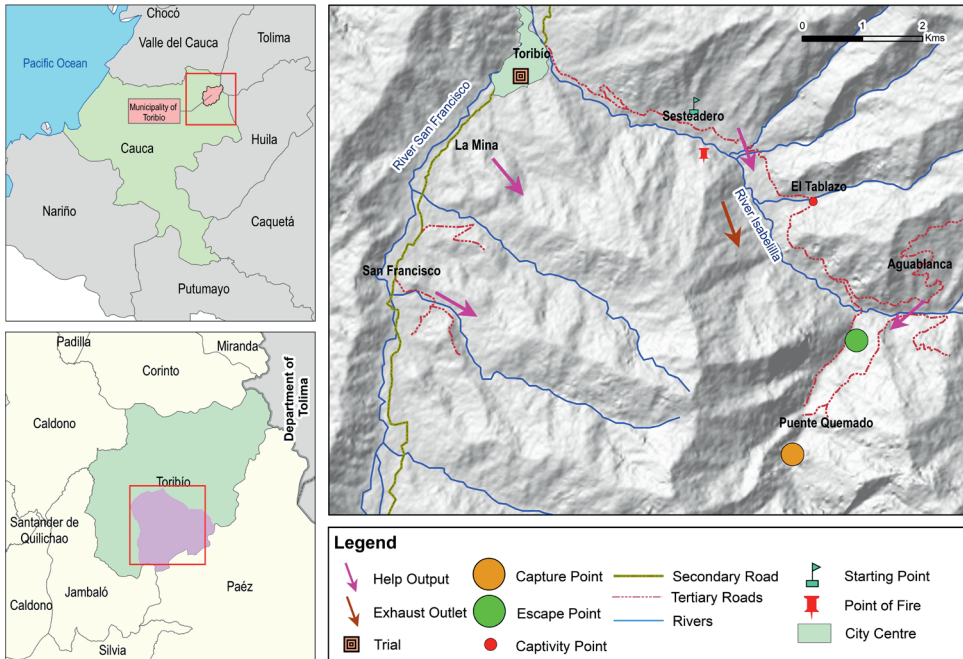 Chocó
Valle del Cauca
Tolima
Pacific Ocean
Municipality of
Toribío
Cauca
Huila
Nariño
Caquetá
Putumayo
Padilla
Miranda
Corinto
Department of
Tolima
Caldono
Toribío
Santander de
Quilichao
Jambaló
Páez
Caldono
Silvia
0 1 2
Kms
Toribío
River San Francisco
Sesteadero
La Mina
El Tablazo
River Isabelilla
San Francisco
Aguablanca
Puente Quemado
Legend
Help Output
Exhaust Outlet
Trial
Capture Point
Escape Point
Captivity Point
Secondary Road
Tertiary Roads
Rivers
Starting Point
Point of Fire
City Centre